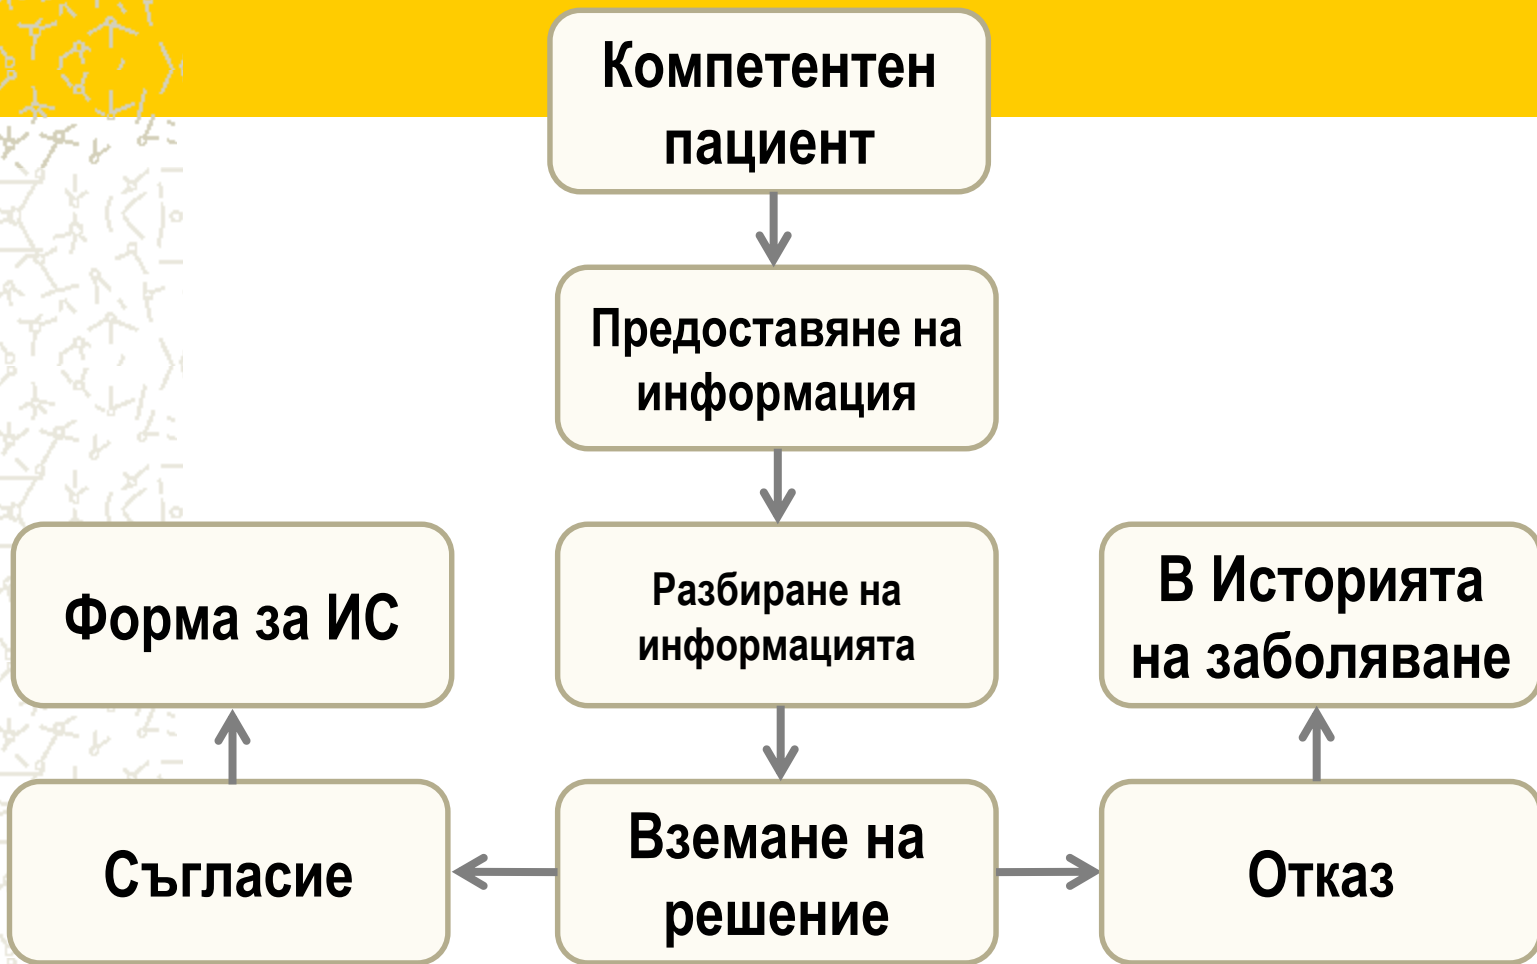 Компетентен
пациент
Предоставяне на
информация
Форма за ИС
Разбиране на
информацията
В Историята
на заболяване
Съгласие
Вземане на
решение
Отказ